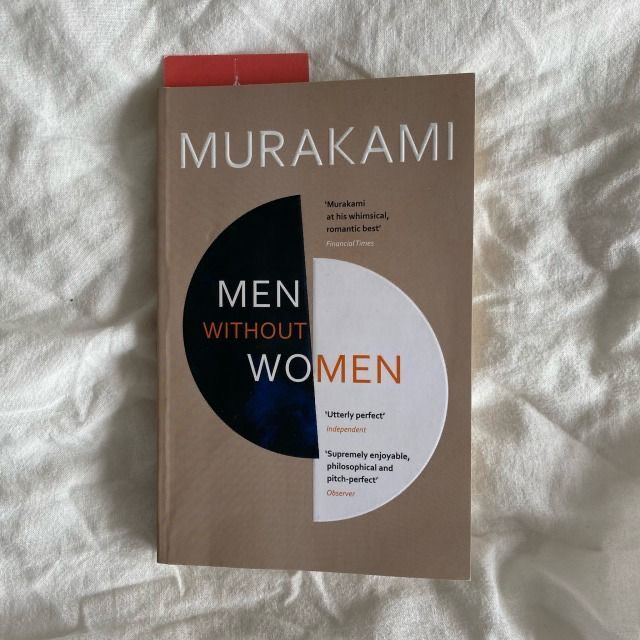 MURAKAMI
'Murakami
at his whimsical,
romantic best'
Financial Times
MEN
WITHOUT
WOMEN
'Utterly perfect'
Independent
'Supremely enjoyable,
philosophical and
pitch-perfect'
Observer